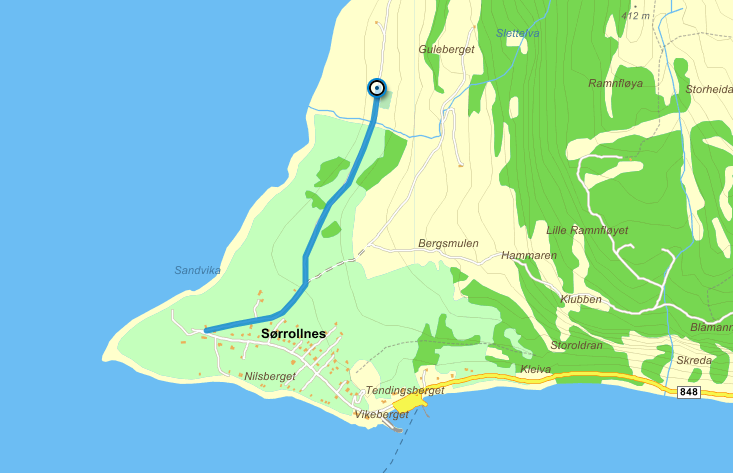 412 m
Slettelva
Guleberget
Ramnfløya
Storheida
Lille Ramnfløyet
Bergsmulen
Hammaren
Sandvika
Klubben
Blåmann
Sørrollnes
Storoldran
Skreda
Kleiva
Nilsberget
Tendingsberget
848
Vikeberget